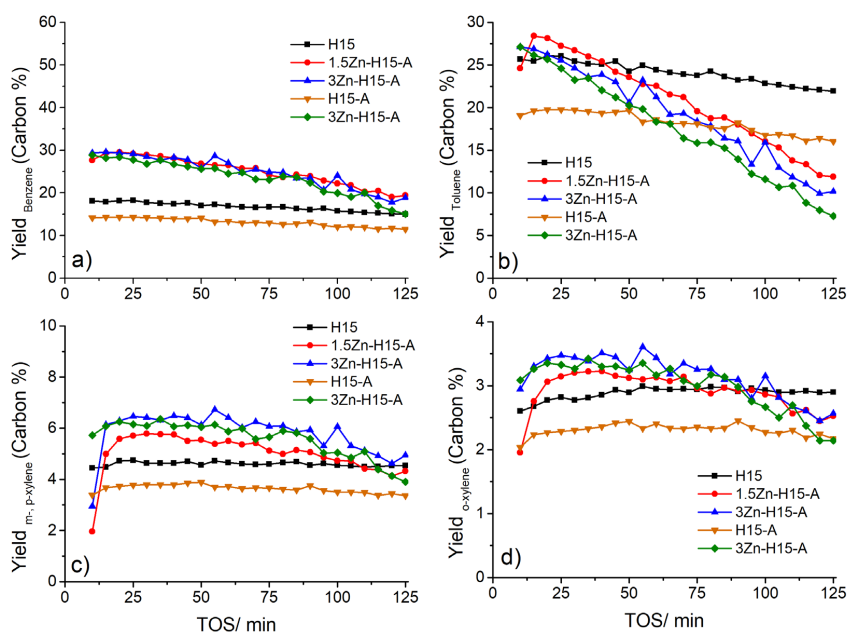 60
50
40
30
20
10
0
Yield Benzene (Carbon %)
H15
1.5Zn-H15-A
3Zn-H15-A
H15-A
3Zn-H15-A
a)
0 25 50 75 100 125
30
25
20
15
10
5
0
Yield Toluene (Carbon %)
H15
1.5Zn-H15-A
3Zn-H15-A
H15-A
3Zn-H15-A
b)
0 25 50 75 100 125
10
8
6
4
2
0
Yield m-, p-xylene (Carbon %)
H15
1.5Zn-H15-A
3Zn-H15-A
H15-A
3Zn-H15-A
c)
0 25 50 75 100 125
TOS/ min
4
3
2
1
0
Yield o-xylene (Carbon %)
H15
1.5Zn-H15-A
3Zn-H15-A
H15-A
3Zn-H15-A
d)
0 25 50 75 100 125
TOS/ min